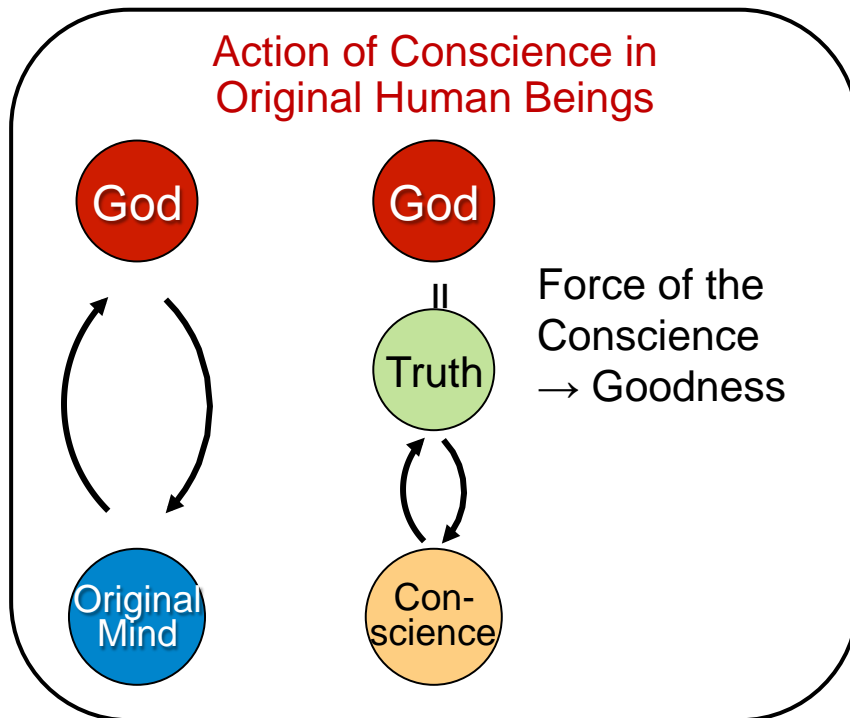 Action of Conscience in
Original Human Beings
God
God
=
Truth
Force of the
Conscience
→ Goodness
Original
Mind
Con-
science